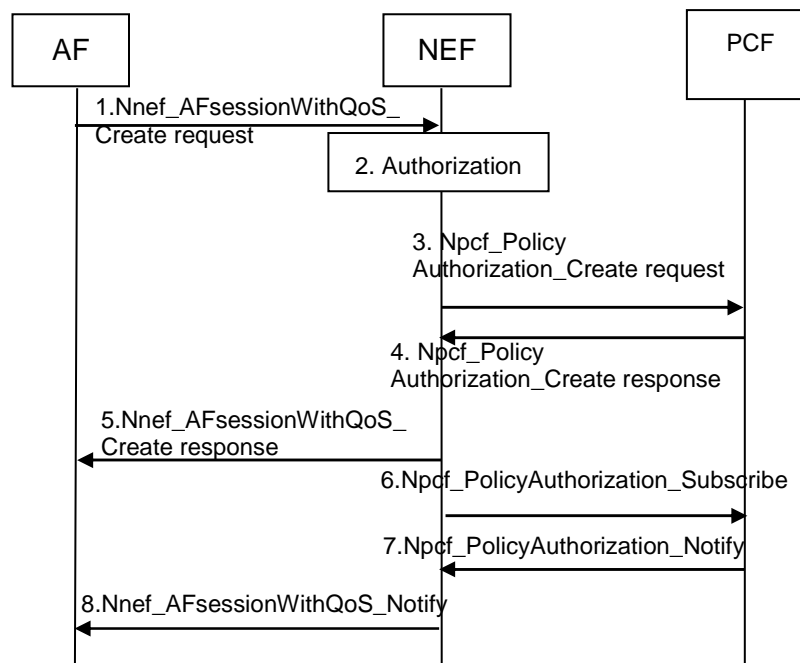 AF
NEF
PCF
1.Nnef_AFsessionWithQoS_
Create request
2. Authorization
3. Npcf_Policy
Authorization_Create request
4. Npcf_Policy
Authorization_Create response
5.Nnef_AFsessionWithQoS_
Create response
6.Npcf_PolicyAuthorization_Subscribe
7.Npcf_PolicyAuthorization_Notify
8.Nnef_AFsessionWithQoS_Notify